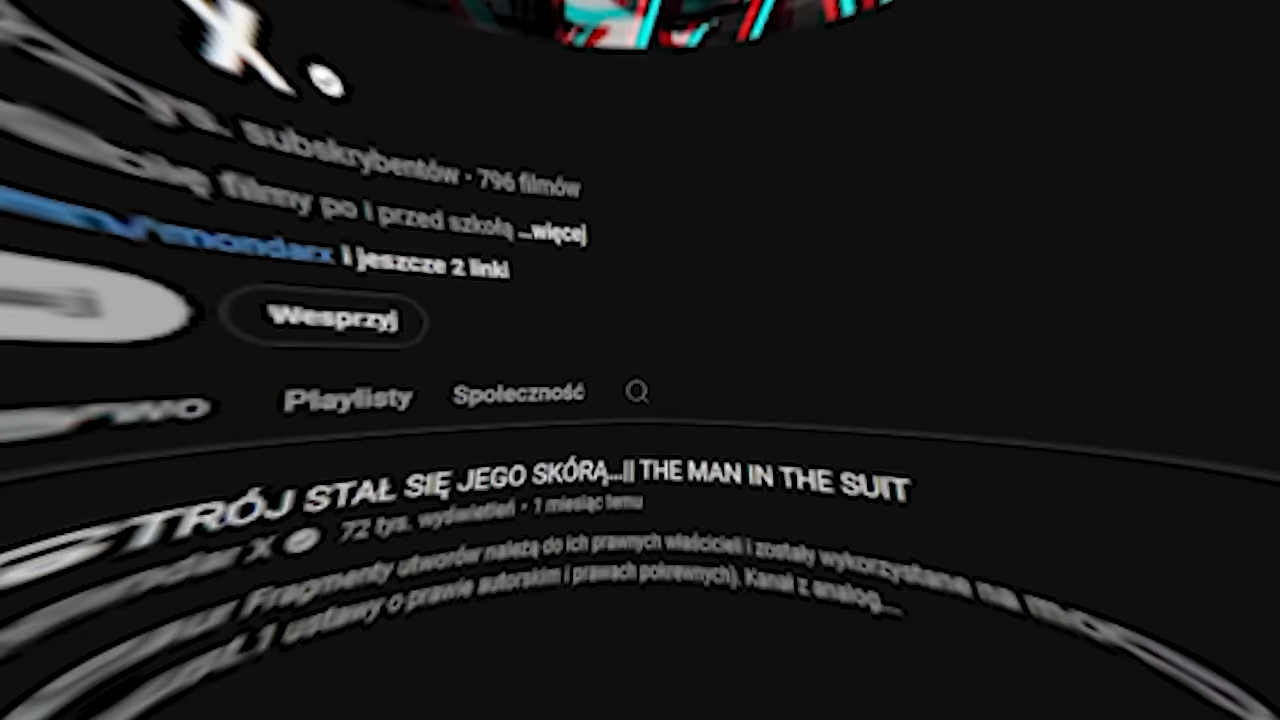 X.
subskrybentów · 796 filmów
filmy po i przed szkołą ...więcej
i jeszcze 2 linki
Wesprzyj
Playlisty Społeczność
STRÓJ STAŁ SIĘ JEGO SKÓRĄ...|| THE MAN IN THE SUIT
X 72 tys. wyświetleń · 1 miesiąc temu
Fragmenty utworów należą do ich prawnych właścicieli i zostały wykorzystane na
ustawy o prawie autorskim i prawach pokrewnych). Kanał z analog...